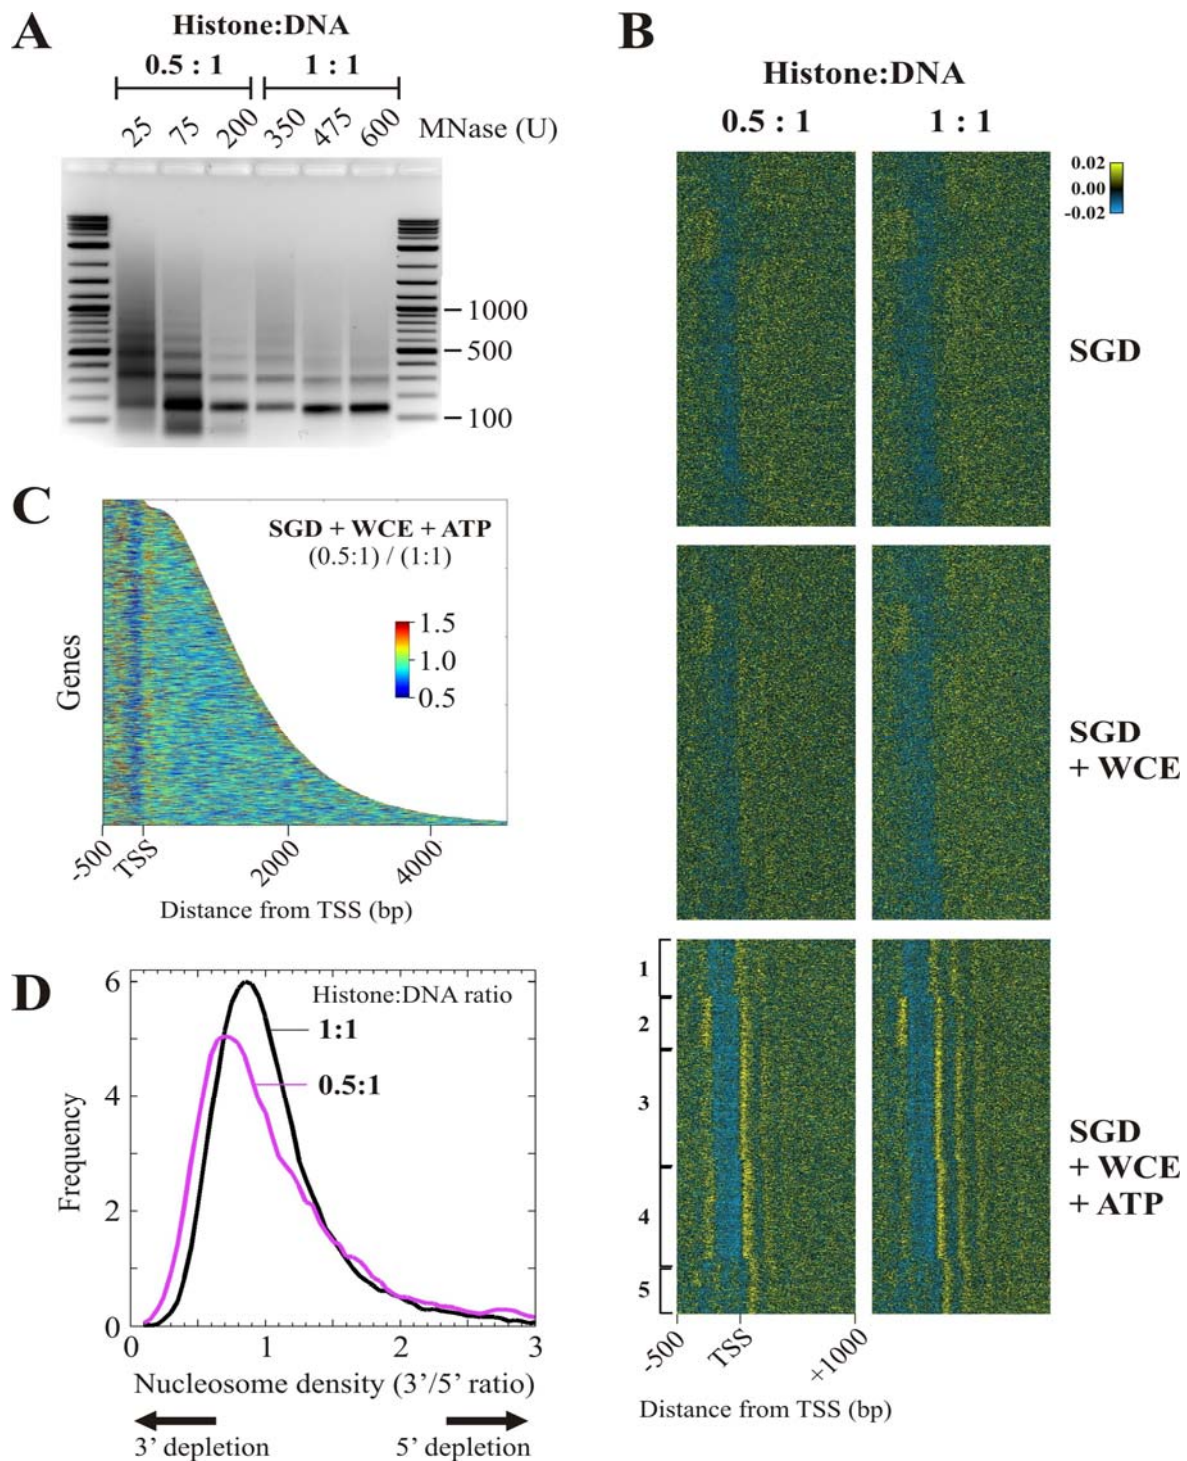 A
Histone:DNA
0.5 : 1
1 : 1
25
75
200
350
475
600
MNase (U)
1000
500
100
B
Histone:DNA
0.5 : 1
1 : 1
0.02
0.00
-0.02
SGD
SGD
+ WCE
1
2
3
4
5
SGD
+ WCE
+ ATP
-500
TSS
+1000
Distance from TSS (bp)
C
SGD + WCE + ATP
(0.5:1) / (1:1)
1.5
1.0
0.5
Genes
-500
TSS
2000
4000
Distance from TSS (bp)
D
6
4
2
0
Frequency
Histone:DNA ratio
1:1
0.5:1
0
1
2
3
Nucleosome density (3’/5’ ratio)
3’ depletion
5’ depletion